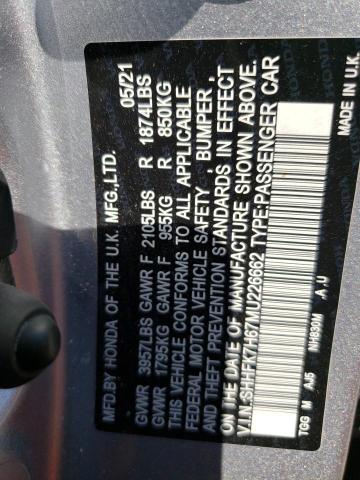 MFD.BY HONDA OF THE U.K. MFG.,LTD. 05/21
GVWR 3957LBS GAWR F 2105LBS R 1874LBS
GVWR 1795KG GAWR F 955KG R 850KG
THIS VEHICLE CONFORMS TO ALL APPLICABLE
FEDERAL MOTOR VEHICLE SAFETY, BUMPER,
AND THEFT PREVENTION STANDARDS IN EFFECT
ON THE DATE OF MANUFACTURE SHOWN ABOVE.
V.I.N.:SHHFK7H67MU226662 TYPE:PASSENGER CAR
TGG M AJ5 NH830M .A.U MADE IN U.K.